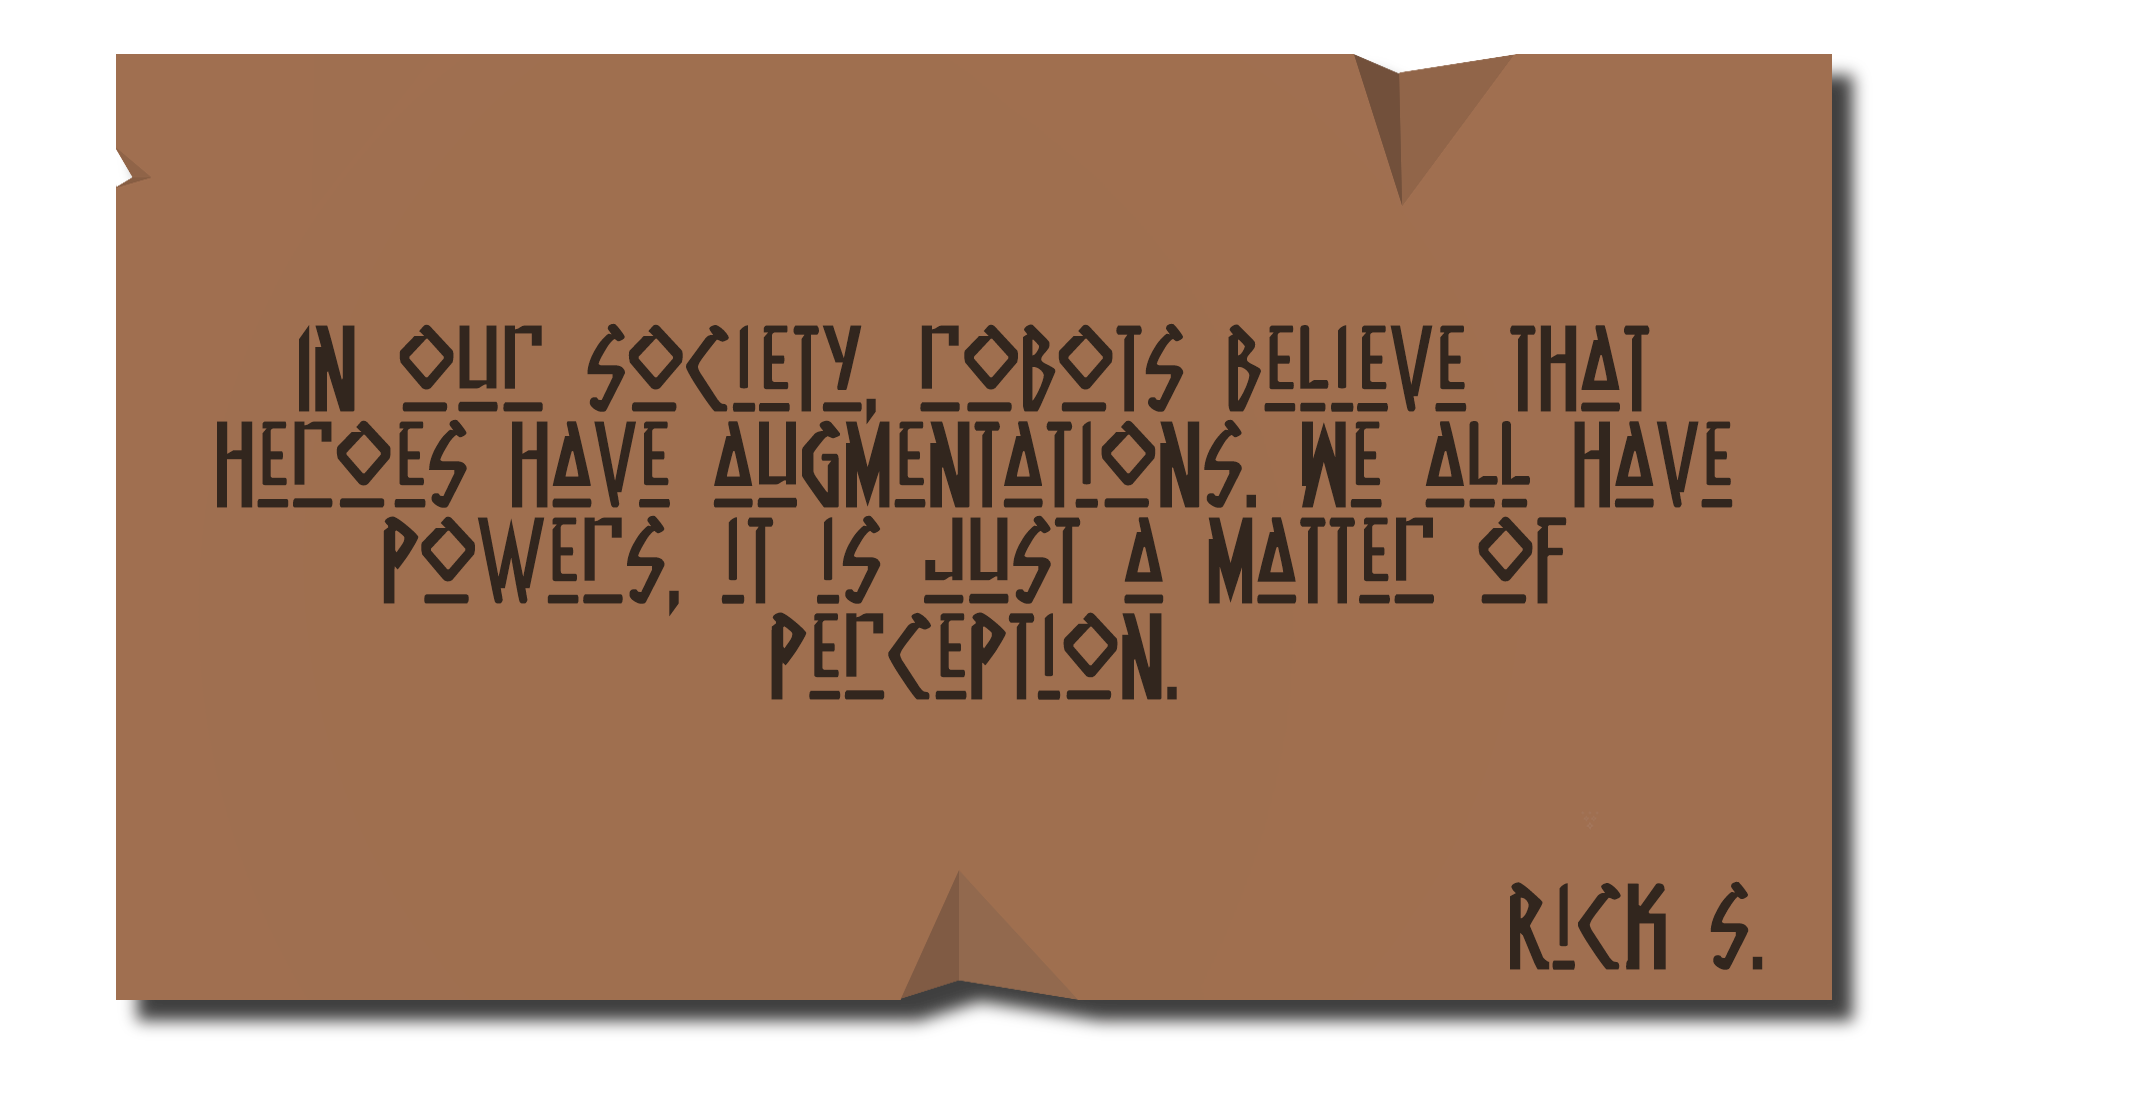 IN OUR SOCIETY, ROBOTS BELIEVE THAT
HEROES HAVE AUGMENTATIONS. WE ALL HAVE
POWERS, IT IS JUST A MATTER OF
PERCEPTION.
RICK S.